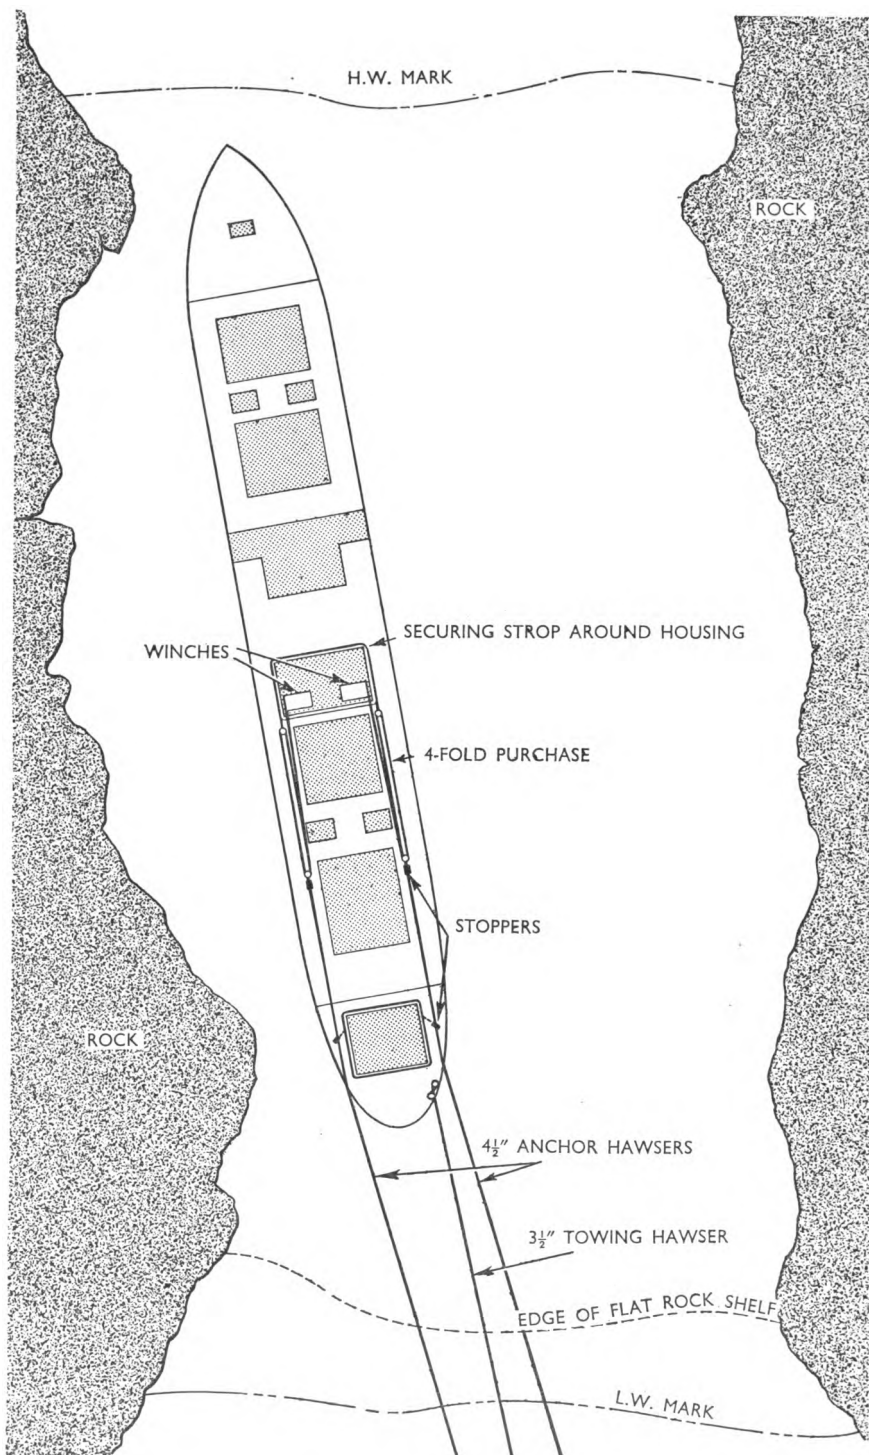 H.W. MARK
ROCK
SECURING STROP AROUND HOUSING
WINCHES
4-FOLD PURCHASE
STOPPERS
ROCK
4½" ANCHOR HAWSERS
3½" TOWING HAWSER
EDGE OF FLAT ROCK SHELF
L.W. MARK